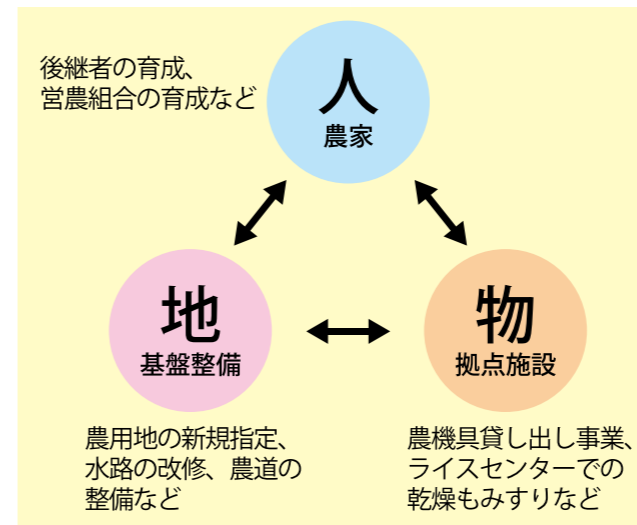 後継者の育成、
営農組合の育成など
人
農家
地
基盤整備
物
拠点施設
農用地の新規指定、
水路の改修、農道の
整備など
農機具貸し出し事業、
ライスセンターでの
乾燥もみすりなど